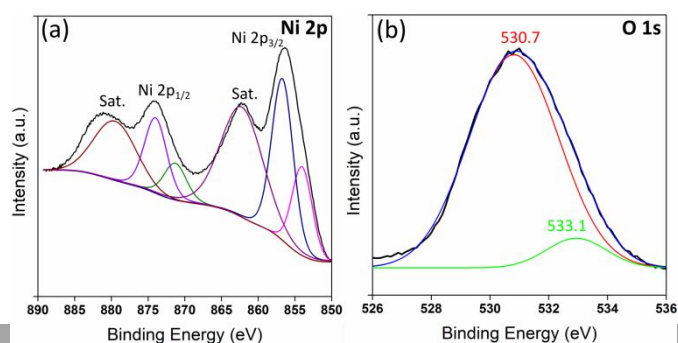 (a)
Ni 2p
Ni 2p3/2
Sat.
Ni 2p1/2
Sat.
Intensity (a.u.)
890 885 880 875 870 865 860 855 850
Binding Energy (eV)
(b)
530.7
O 1s
533.1
Intensity (a.u.)
526 528 530 532 534 536
Binding Energy (eV)